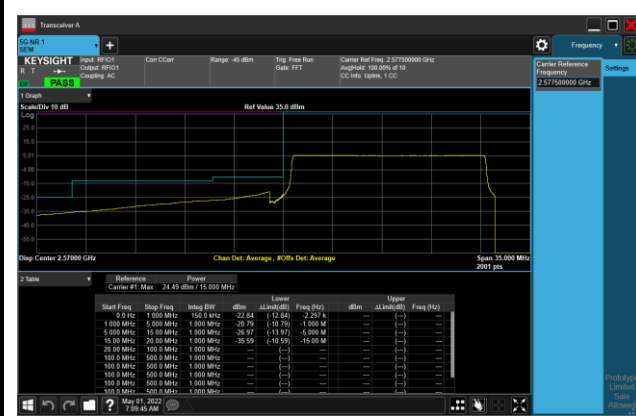 Transceiver A
5G NR 1
SEM
Frequency
KEYSIGHT
Input: RFIO1
Output: RFIO1
Coupling: AC
Corr CCorr
Range: -45 dBm
Trig: Free Run
Gate: FFT
Carrier Ref Freq: 2.577500000 GHz
Avg|Hold: 100.00% of 10
CC Info: Uplink, 1 CC
R T
PASS
Carrier Reference
Frequency
2.577500000 GHz
Settings
1 Graph
Scale/Div 10 dB
Ref Value 35.0 dBm
Log
25.0
15.0
5.01
-4.99
-15.0
-25.0
-35.0
-45.0
-55.0
Disp Center 2.57000 GHz
Chan Det: Average , #Offs Det: Average
Span 35.000 MHz
2001 pts
2 Table
Reference Power
Carrier #1 Max 24.49 dBm / 15.000 MHz
Lower Upper
Start Freq Stop Freq Integ BW dBm ΔLimit(dB) Freq (Hz) dBm ΔLimit(dB) Freq (Hz)
0.0 Hz 1.000 MHz 150.0 kHz -22.84 (-12.84) -2.297 k --- (---) ---
1.000 MHz 5.000 MHz 1.000 MHz -20.79 (-10.79) -1.000 M --- (---) ---
5.000 MHz 15.00 MHz 1.000 MHz -26.97 (-13.97) -5.000 M --- (---) ---
15.00 MHz 20.00 MHz 1.000 MHz -35.59 (-10.59) -15.00 M --- (---) ---
20.00 MHz 100.0 MHz 1.000 MHz --- (---) --- --- (---) ---
100.0 MHz 500.0 MHz 1.000 MHz --- (---) --- --- (---) ---
100.0 MHz 500.0 MHz 1.000 MHz --- (---) --- --- (---) ---
100.0 MHz 500.0 MHz 1.000 MHz --- (---) --- --- (---) ---
100.0 MHz 500.0 MHz 1.000 MHz --- (---) --- --- (---) ---
Limited
Sale
Allowed
May 01, 2022
7:09:45 AM